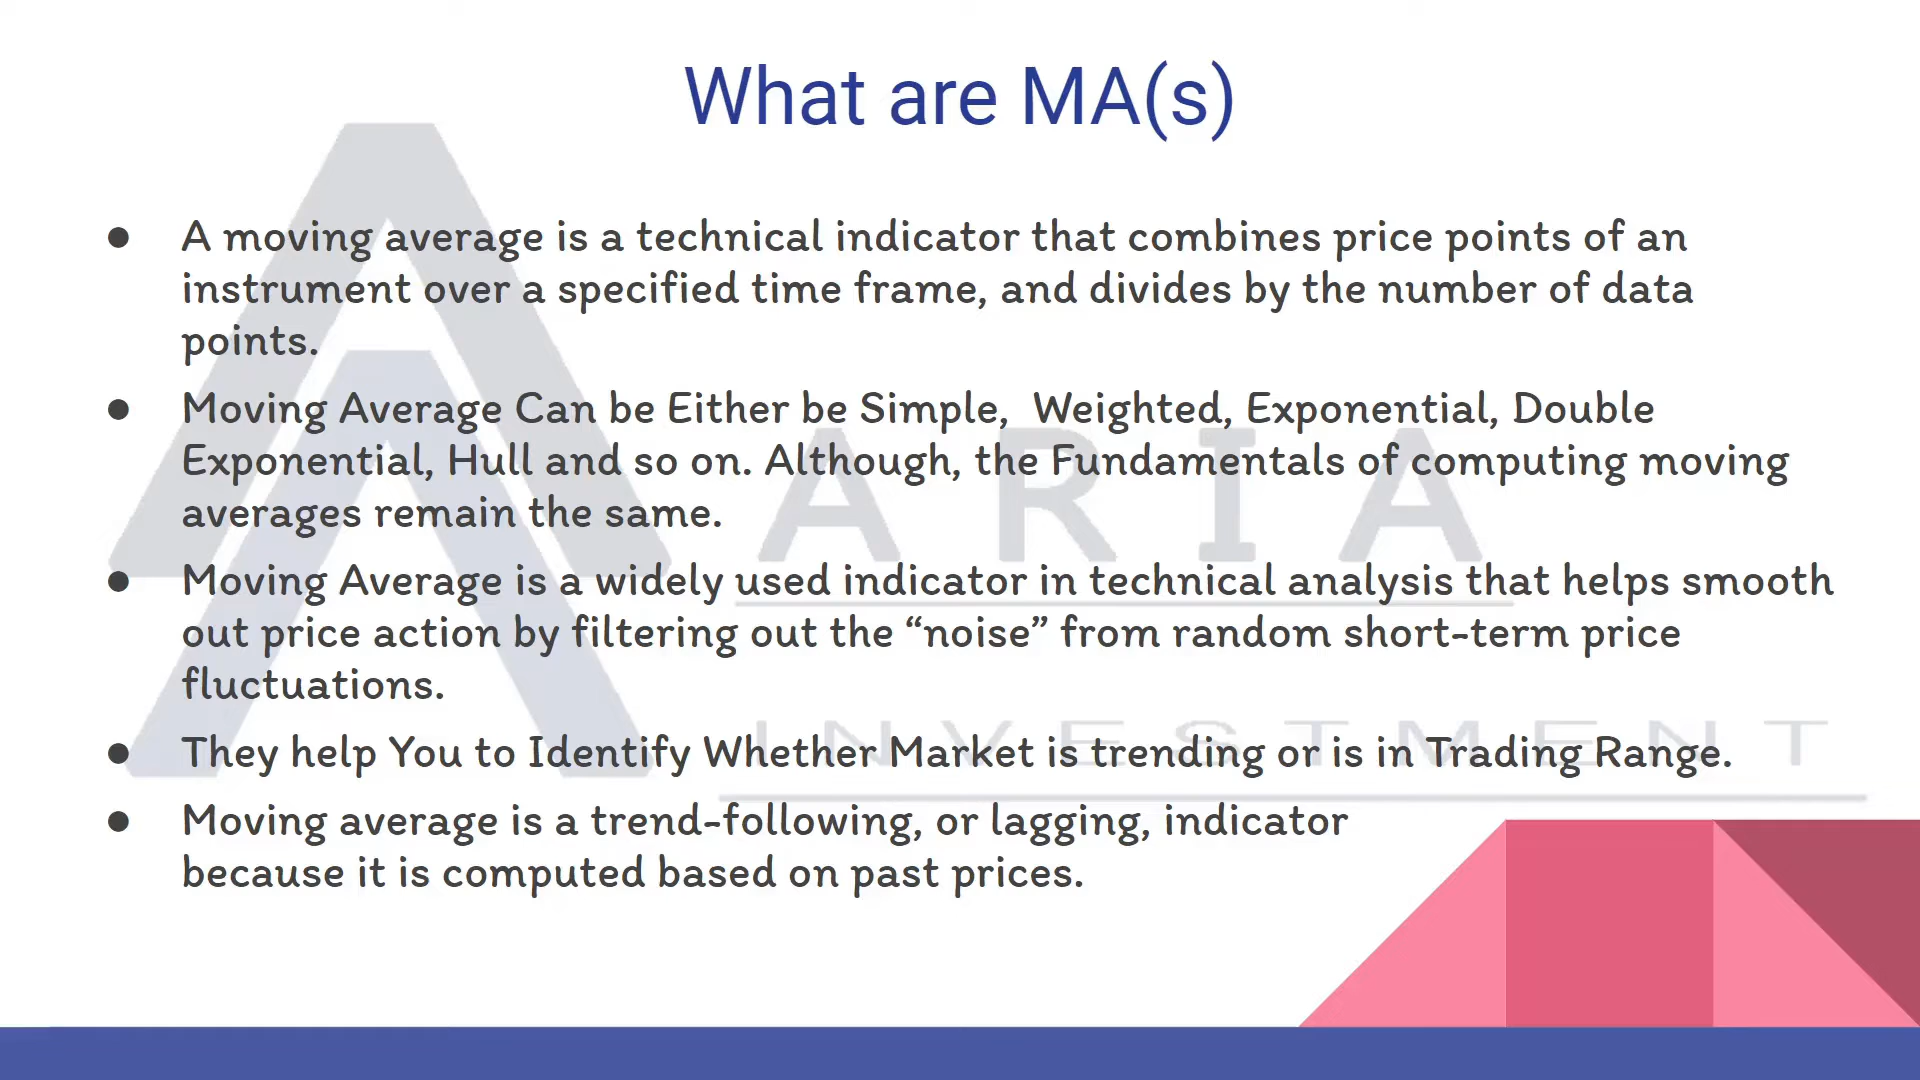 What are MA(s)
● A moving average is a technical indicator that combines price points of an
instrument over a specified time frame, and divides by the number of data
points.
● Moving Average Can be Either be Simple,  Weighted, Exponential, Double
Exponential, Hull and so on. Although, the Fundamentals of computing moving
averages remain the same.
● Moving Average is a widely used indicator in technical analysis that helps smooth
out price action by filtering out the “noise” from random short-term price
fluctuations.
● They help You to Identify Whether Market is trending or is in Trading Range.
● Moving average is a trend-following, or lagging, indicator
because it is computed based on past prices.
ARIA
INVESTMENT